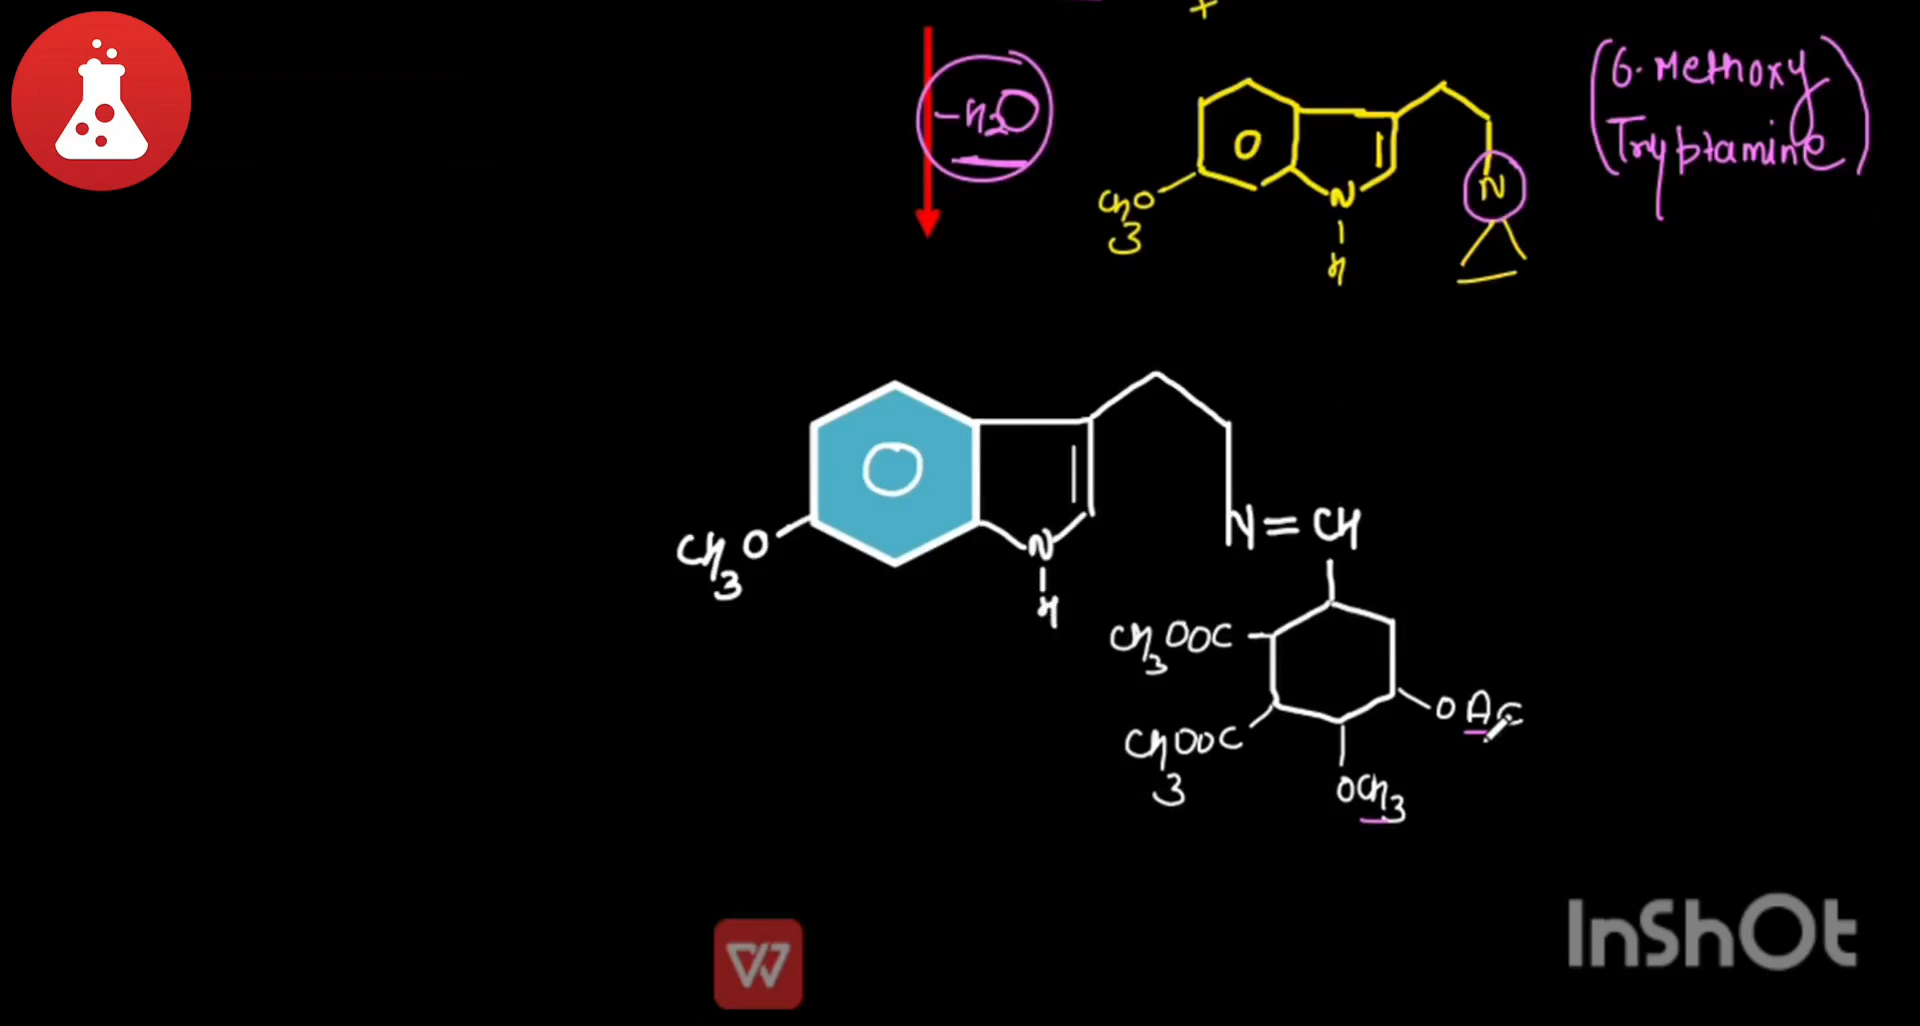 +
-H2O
(6-Methoxy
Tryptamine)
CH3O
N
H
N
CH3O
N
H
N=CH
CH3OOC
CH3OOC
OAc
OCH3
W
InShOt